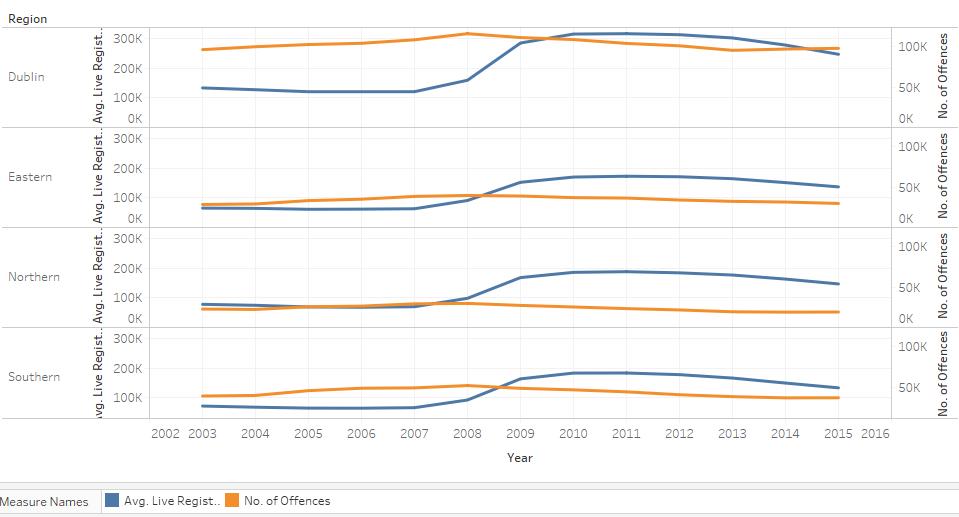 Region
Dublin
Avg. Live Regist..
300K
200K
100K
0K
100K
50K
0K
No. of Offences
Eastern
Avg. Live Regist..
300K
200K
100K
0K
100K
50K
0K
No. of Offences
Northern
Avg. Live Regist..
300K
200K
100K
0K
100K
50K
0K
No. of Offences
Southern
Avg. Live Regist..
300K
200K
100K
100K
50K
No. of Offences
2002 2003 2004 2005 2006 2007 2008 2009 2010 2011 2012 2013 2014 2015 2016
Year
Measure Names Avg. Live Regist.. No. of Offences